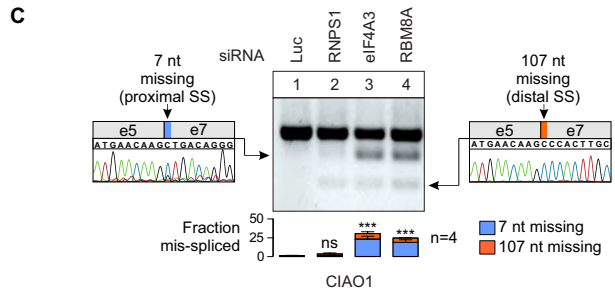 C
siRNA
Luc
RNPS1
eIF4A3
RBM8A
1 2 3 4
7 nt
missing
(proximal SS)
e5 e7
ATGAACAAGCTGACAGGG
107 nt
missing
(distal SS)
e5 e7
ATGAACAAGCCCACTTGC
Fraction
mis-spliced
50
25
0
ns
***
***
n=4
7 nt missing
107 nt missing
CIAO1